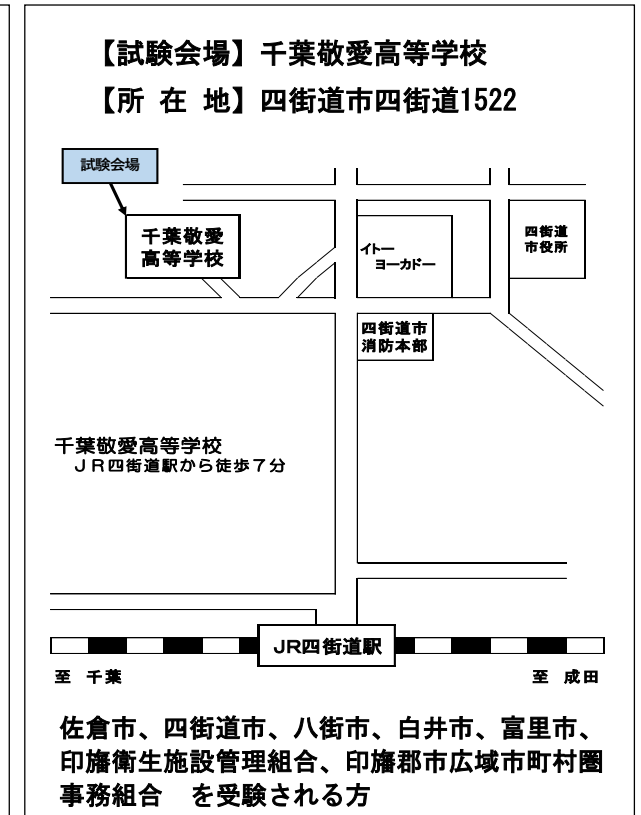 【試験会場】千葉敬愛高等学校
【所 在 地】四街道市四街道1522
試験会場
千葉敬愛
高等学校
イトー
ヨーカドー
四街道
市役所
四街道市
消防本部
千葉敬愛高等学校
JR四街道駅から徒歩7分
JR四街道駅
至 千葉
至 成田
佐倉市、四街道市、八街市、白井市、富里市、
印旛衛生施設管理組合、印旛郡市広域市町村圏
事務組合 を受験される方